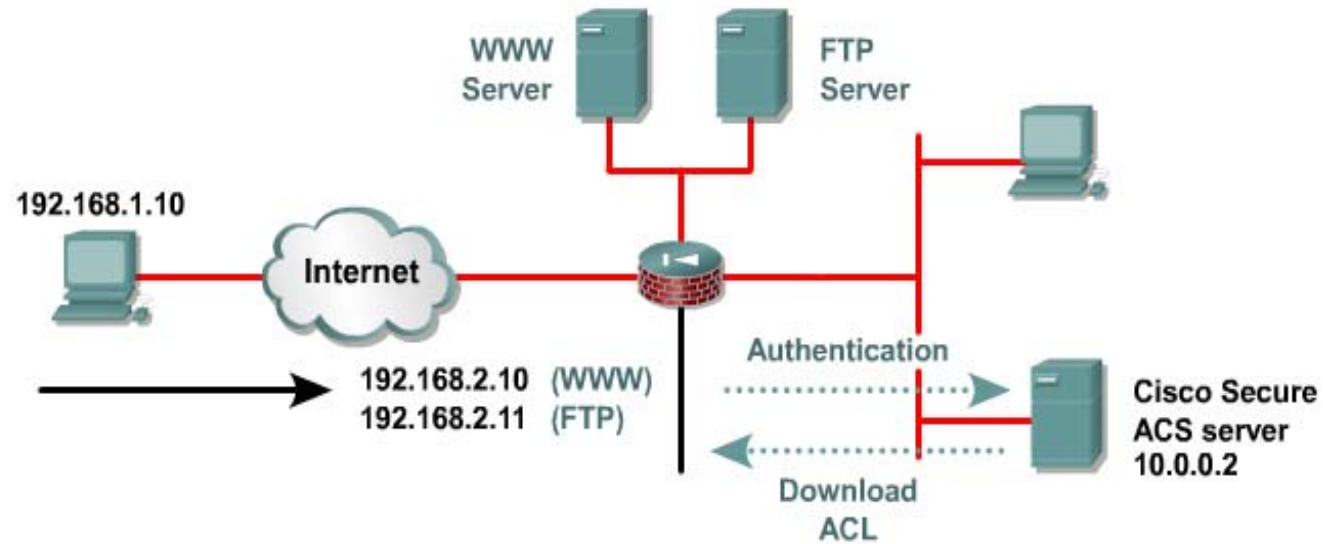 WWW
Server
FTP
Server
192.168.1.10
Internet
Authentication
192.168.2.10 (WWW)
192.168.2.11 (FTP)
Cisco Secure
ACS server
10.0.0.2
Download
ACL